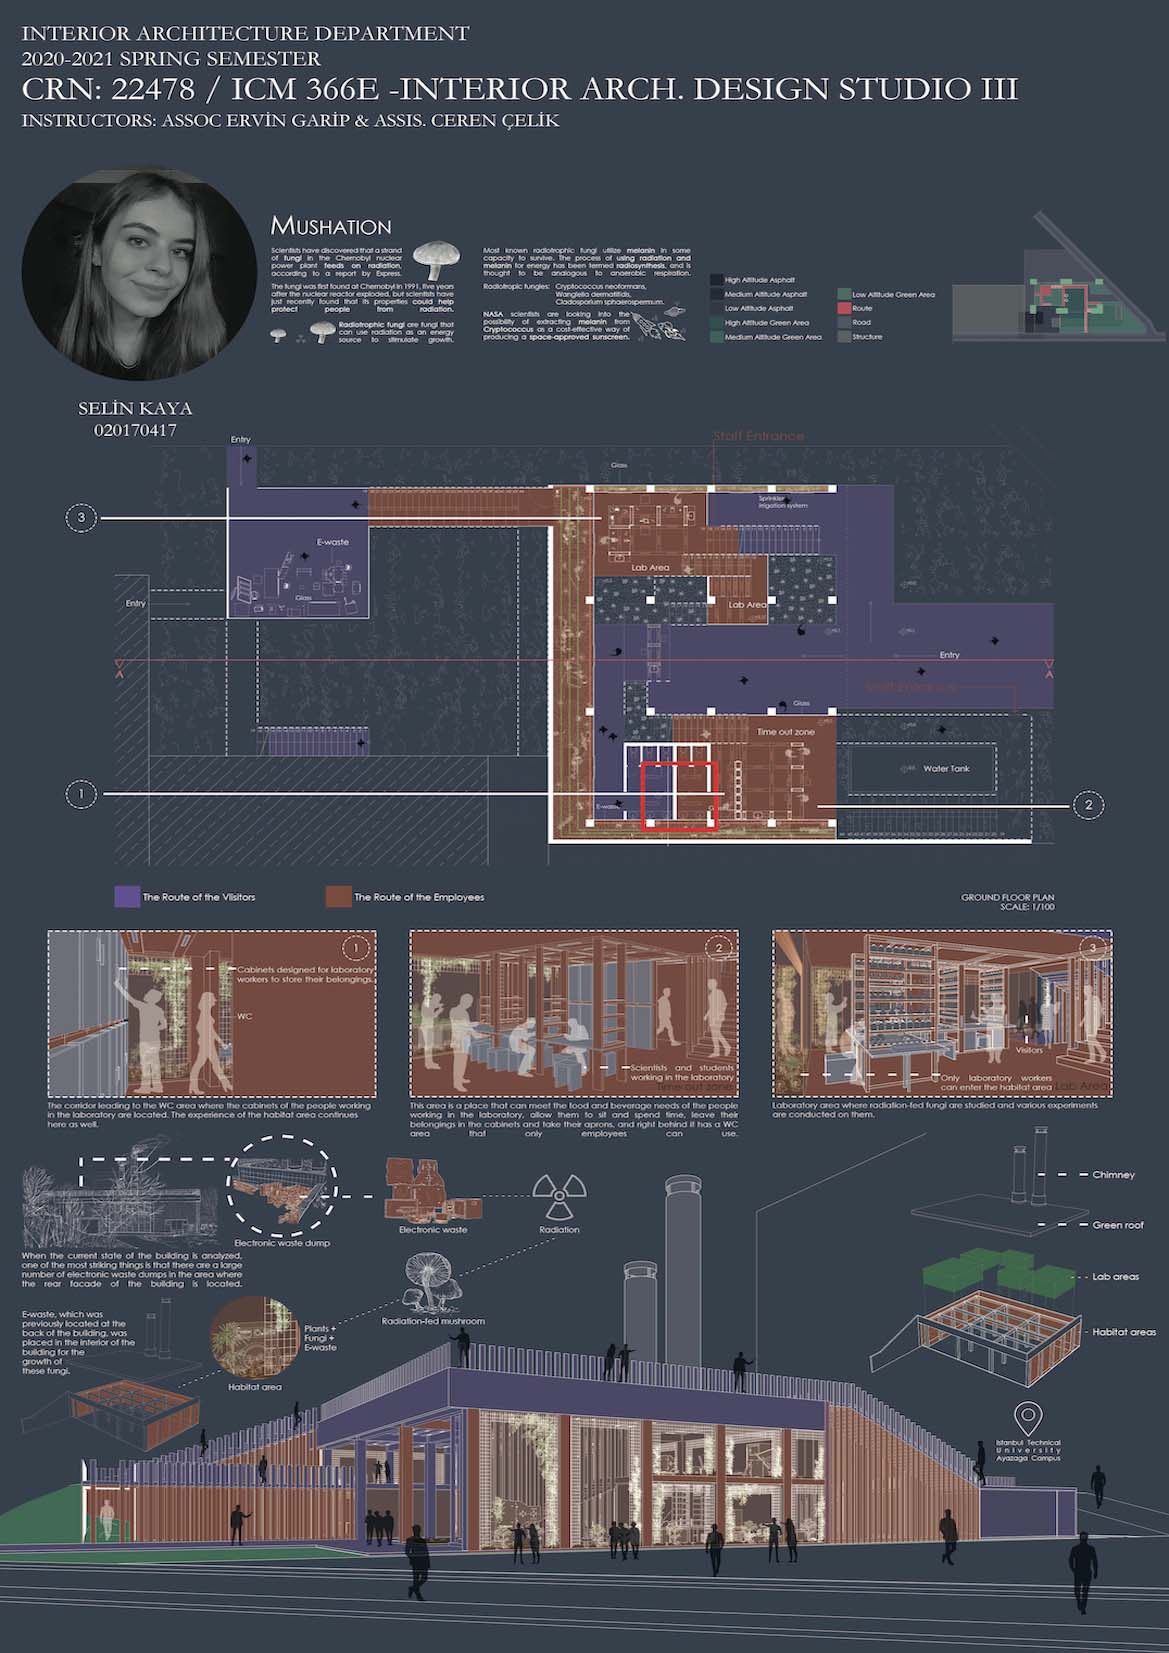 INTERIOR ARCHITECTURE DEPARTMENT
2020-2021 SPRING SEMESTER
CRN: 22478 / ICM 366E -INTERIOR ARCH. DESIGN STUDIO III
INSTRUCTORS: ASSOC ERVİN GARIP & ASSIS. CEREN ÇELİK
SELİN KAYA
020170417
MUSHATION
Scientists have discovered that a strand
of fungi in the Chernobyl nuclear
power plant feeds on radiation,
according to a report by Express.
The fungi was first found at Chernobyl in 1991, five years
after the nuclear reactor exploded, but scientists have
just recently found that its properties could help
protect people from radiation.
Radiotrophic fungi are fungi that
can use radiation as an energy
source to stimulate growth.
Most known radiotrophic fungi utilize melanin in some
capacity to survive. The process of using radiation and
melanin for energy has been termed radiosynthesis, and is
thought to be analogous to anaerobic respiration.
Radiotrophic fungies: Cryptococcus neoformans,
Wangiella dermatitidis,
Cladosporium sphaerospermum.
NASA scientists are looking into the
possibility of extracting melanin from
Cryptococcus as a cost-effective way of
producing a space-approved sunscreen.
High Altitude Asphalt
Medium Altitude Asphalt
Low Altitude Asphalt
High Altitude Green Area
Medium Altitude Green Area
Low Altitude Green Area
Route
Road
Structure
Entry
Staff Entrance
Glass
3
Sprinkler
irrigation system
E-waste
Lab Area
Glass
Entry
Lab Area
Entry
A
A
Staff Entrance
Glass
Time out zone
Water Tank
1
E-waste
2
The Route of the Visitors
The Route of the Employees
GROUND FLOOR PLAN
SCALE: 1/100
1
Cabinets designed for laboratory
workers to store their belongings.
WC
The corridor leading to the WC area where the cabinets of the people working
in the laboratory are located. The experience of the habitat area continues
here as well.
2
Scientists and students
working in the laboratory
Time out zone
This area is a place that can meet the food and beverage needs of the people
working in the laboratory, allow them to sit and spend time, leave their
belongings in the cabinets and take their aprons, and right behind it has a WC
area that only employees can use.
3
Visitors
Only laboratory workers
can enter the habitat area
Lab Area
Laboratory area where radiation-fed fungi are studied and various experiments
are conducted on them.
Electronic waste dump
Electronic waste
Radiation
When the current state of the building is analyzed,
one of the most striking things is that there are a large
number of electronic waste dumps in the area where
the rear facade of the building is located.
Radiation-fed mushroom
E-waste, which was
previously located at the
back of the building, was
placed in the interior of the
building for the
growth of
these fungi.
Plants +
Fungi +
E-waste
Habitat area
Chimney
Green roof
Lab areas
Habitat areas
Istanbul Technical
University
Ayazaga Campus